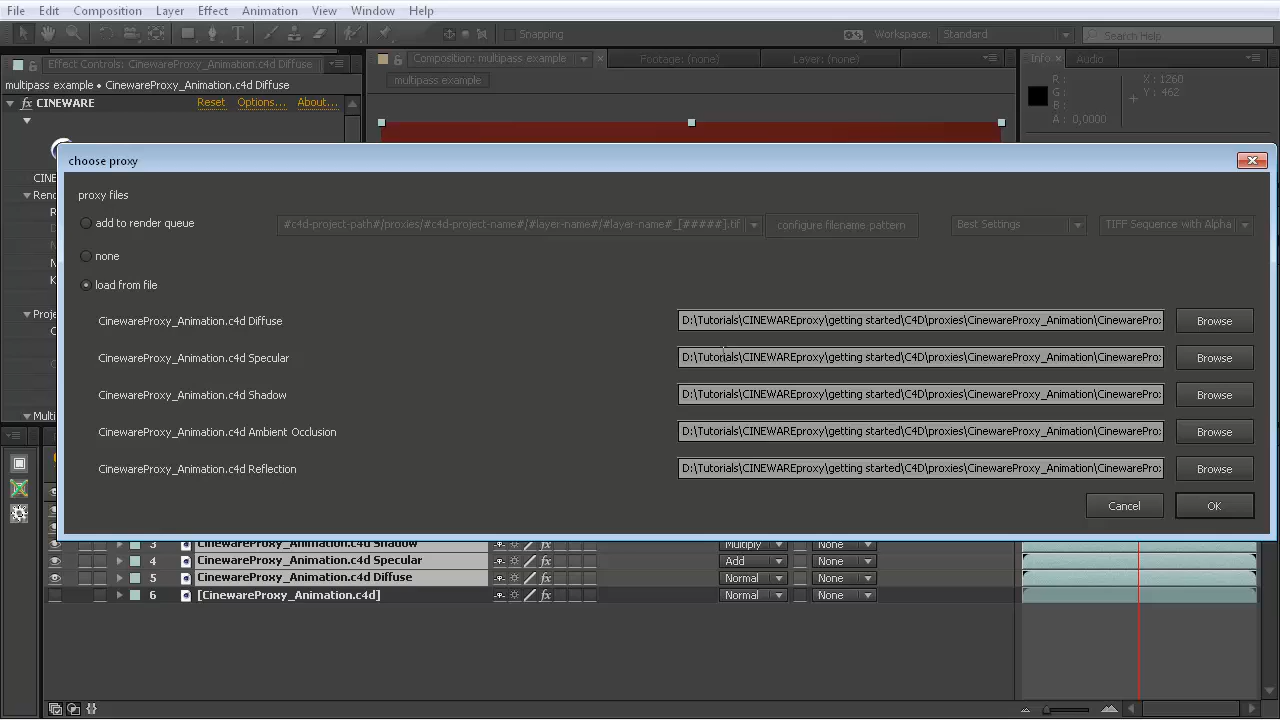 File Edit Composition Layer Effect Animation View Window Help
Snapping Workspace: Standard Search Help
Effect Controls: CinewareProxy_Animation.c4d Diffuse Composition: multipass example Footage: (none) Layer: (none) Info Audio
multipass example • CinewareProxy_Animation.c4d Diffuse multipass example R : X : 1260
G : Y : 462
B :
A : 0,0000
fx CINEWARE Reset Options... About...
choose proxy
proxy files
add to render queue #c4d-project-path#/proxies/#c4d-project-name#/#layer-name#/#layer-name#_[#####].tif configure filename pattern Best Settings TIFF Sequence with Alpha
none
load from file
CinewareProxy_Animation.c4d Diffuse D:\Tutorials\CINEWAREproxy\getting started\C4D\proxies\CinewareProxy_Animation\CinewarePro: Browse
CinewareProxy_Animation.c4d Specular D:\Tutorials\CINEWAREproxy\getting started\C4D\proxies\CinewareProxy_Animation\CinewarePro: Browse
CinewareProxy_Animation.c4d Shadow D:\Tutorials\CINEWAREproxy\getting started\C4D\proxies\CinewareProxy_Animation\CinewarePro: Browse
CinewareProxy_Animation.c4d Ambient Occlusion D:\Tutorials\CINEWAREproxy\getting started\C4D\proxies\CinewareProxy_Animation\CinewarePro: Browse
CinewareProxy_Animation.c4d Reflection D:\Tutorials\CINEWAREproxy\getting started\C4D\proxies\CinewareProxy_Animation\CinewarePro: Browse
Cancel OK
3 CinewareProxy_Animation.c4d Shadow fx Multiply None
4 CinewareProxy_Animation.c4d Specular fx Add None
5 CinewareProxy_Animation.c4d Diffuse fx Normal None
6 [CinewareProxy_Animation.c4d] fx Normal None